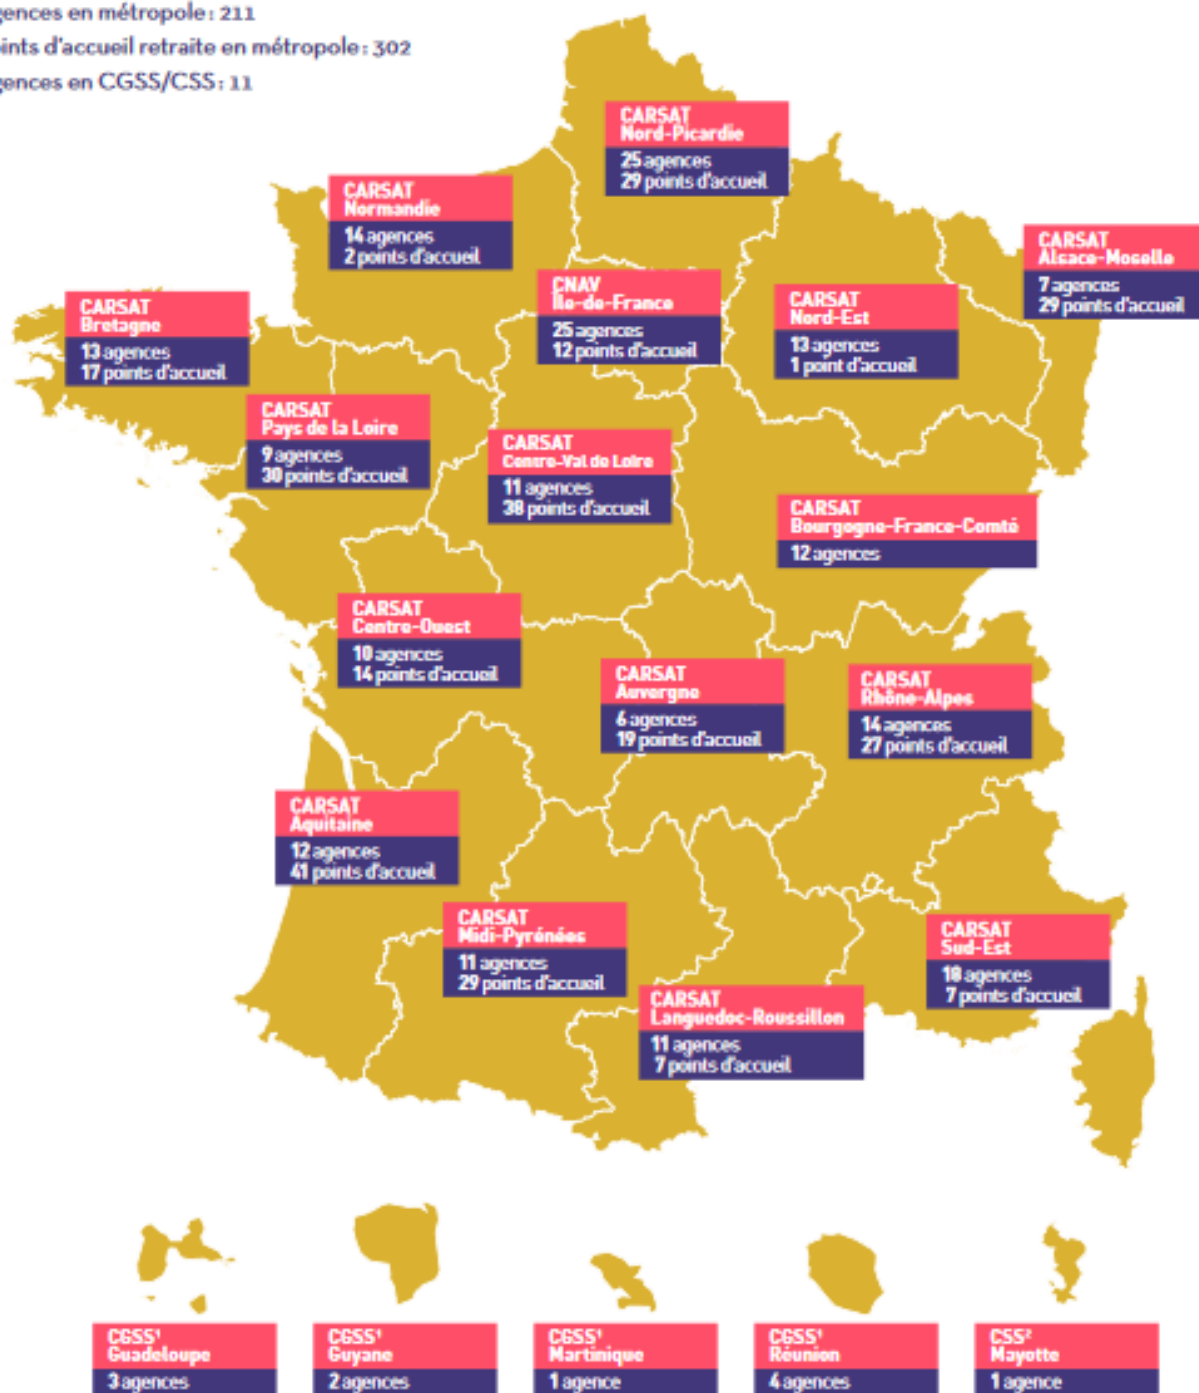 gences en métropole : 211
oints d'accueil retraite en métropole : 302
gences en CGSS/CSS : 11
CARSAT
Nord-Picardie
25 agences
29 points d'accueil
CARSAT
Normandie
14 agences
2 points d'accueil
CARSAT
Alsace-Moselle
7 agences
29 points d'accueil
CNAV
Île-de-France
25 agences
12 points d'accueil
CARSAT
Nord-Est
13 agences
1 point d'accueil
CARSAT
Bretagne
13 agences
17 points d'accueil
CARSAT
Pays de la Loire
9 agences
30 points d'accueil
CARSAT
Centre-Val de Loire
11 agences
38 points d'accueil
CARSAT
Bourgogne-France-Comté
12 agences
CARSAT
Centre-Ouest
10 agences
14 points d'accueil
CARSAT
Auvergne
6 agences
19 points d'accueil
CARSAT
Rhône-Alpes
14 agences
27 points d'accueil
CARSAT
Aquitaine
12 agences
41 points d'accueil
CARSAT
Midi-Pyrénées
11 agences
29 points d'accueil
CARSAT
Sud-Est
18 agences
7 points d'accueil
CARSAT
Languedoc-Roussillon
11 agences
7 points d'accueil
CGSS¹
Guadeloupe
3 agences
CGSS¹
Guyane
2 agences
CGSS¹
Martinique
1 agence
CGSS¹
Réunion
4 agences
CSS²
Mayotte
1 agence